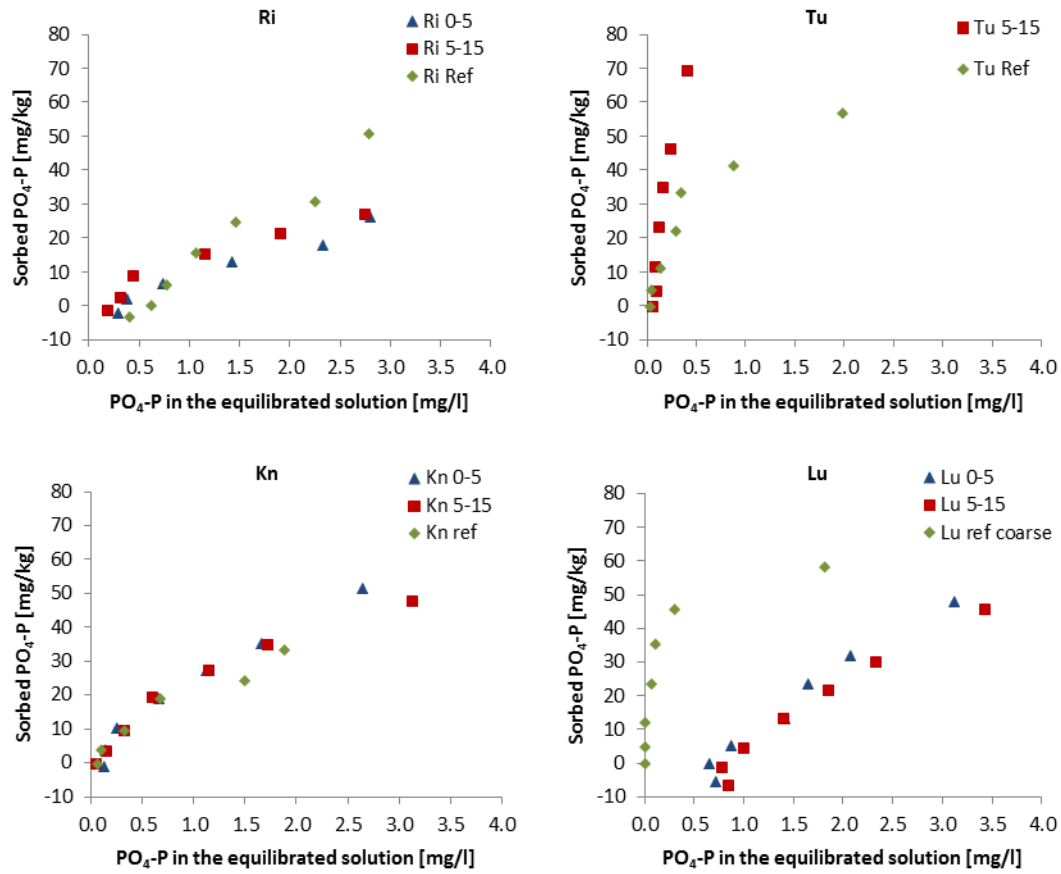 Ri
Ri 0-5
Ri 5-15
Ri Ref
Sorbed PO₄-P [mg/kg]
80
70
60
50
40
30
20
10
0
-10
0.0 0.5 1.0 1.5 2.0 2.5 3.0 3.5 4.0
PO₄-P in the equilibrated solution [mg/l]
Tu
Tu 5-15
Tu Ref
Sorbed PO₄-P [mg/kg]
80
70
60
50
40
30
20
10
0
-10
0.0 0.5 1.0 1.5 2.0 2.5 3.0 3.5 4.0
PO₄-P in the equilibrated solution [mg/l]
Kn
Kn 0-5
Kn 5-15
Kn ref
Sorbed PO₄-P [mg/kg]
80
70
60
50
40
30
20
10
0
-10
0.0 0.5 1.0 1.5 2.0 2.5 3.0 3.5 4.0
PO₄-P in the equilibrated solution [mg/l]
Lu
Lu 0-5
Lu 5-15
Lu ref coarse
Sorbed PO₄-P [mg/kg]
80
70
60
50
40
30
20
10
0
-10
0.0 1.0 2.0 3.0 4.0
PO₄-P in the equilibrated solution [mg/l]